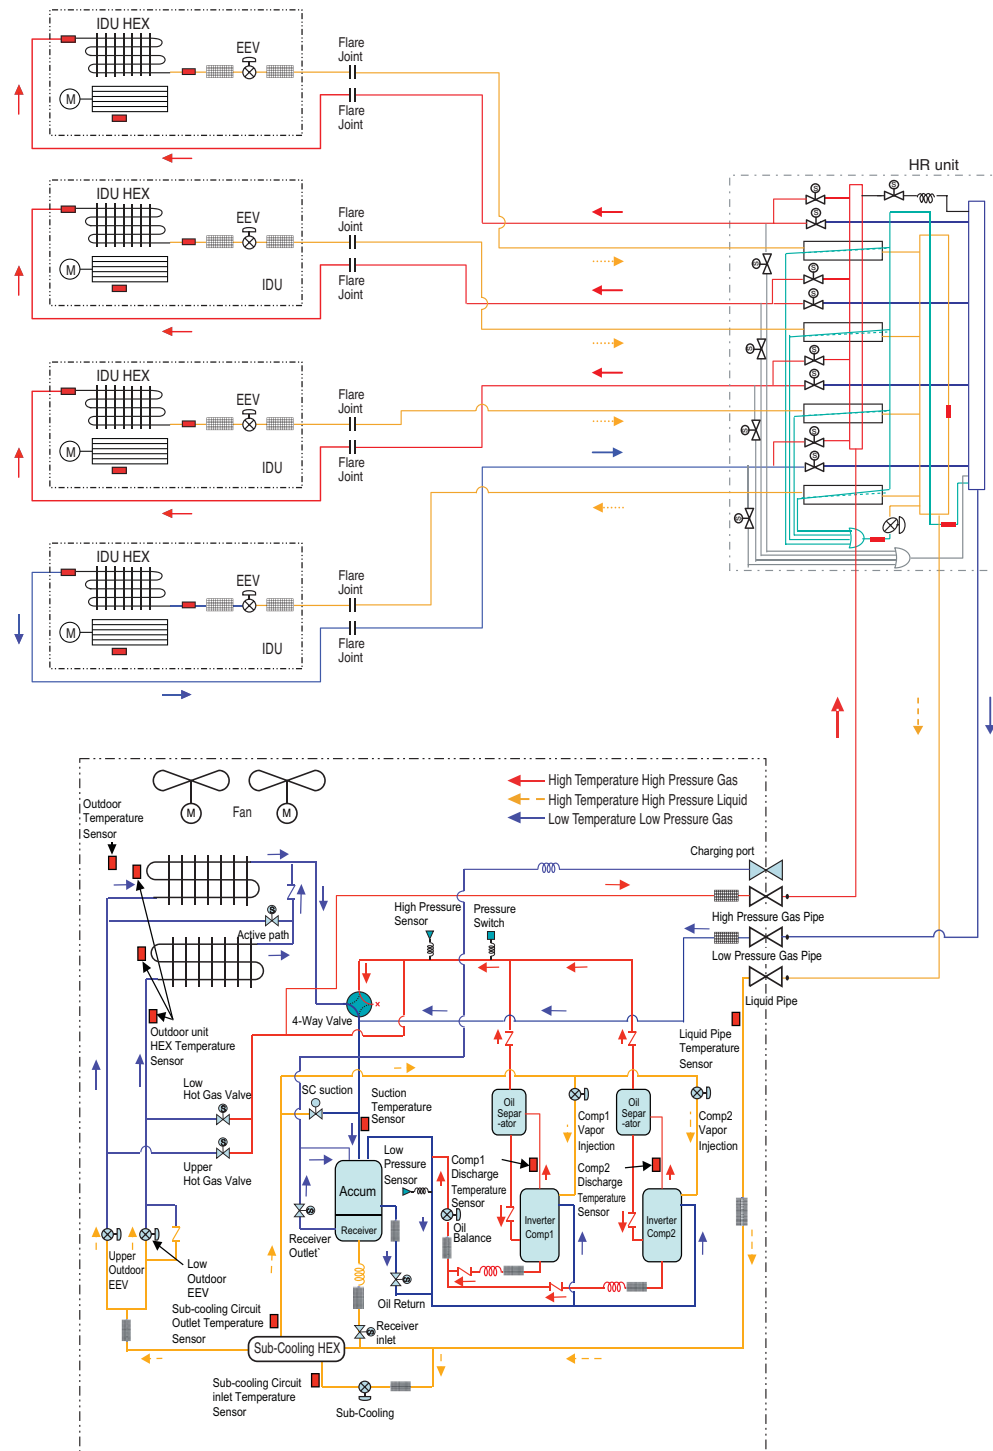 IDU HEX
EEV
Flare
Joint
M
Flare
Joint
HR unit
IDU HEX
EEV
Flare
Joint
M
IDU
Flare
Joint
IDU HEX
EEV
Flare
Joint
M
IDU
Flare
Joint
IDU HEX
EEV
Flare
Joint
M
IDU
Flare
Joint
S
S
S
S
S
S
S
S
S
S
S
S
S
High Temperature High Pressure Gas
High Temperature High Pressure Liquid
Low Temperature Low Pressure Gas
M
Fan
M
Outdoor
Temperature
Sensor
Charging port
High Pressure Gas Pipe
Low Pressure Gas Pipe
Liquid Pipe
High Pressure
Sensor
Pressure
Switch
S
Active path
4-Way Valve
x
Outdoor unit
HEX Temperature
Sensor
Liquid Pipe
Temperature
Sensor
Low
Hot Gas Valve
S
SC suction
Suction
Temperature
Sensor
Oil
Separ
-ator
Comp1
Vapor
Injection
Oil
Separ
-ator
Comp2
Vapor
Injection
S
Upper
Hot Gas Valve
Low
Pressure
Sensor
Comp1
Discharge
Temperature
Sensor
Comp2
Discharge
Temperature
Sensor
Accum
Receiver
Receiver
Outlet`
Oil
Balance
Inverter
Comp1
Inverter
Comp2
Upper
Outdoor
EEV
Low
Outdoor
EEV
Oil Return
Sub-cooling Circuit
Outlet Temperature
Sensor
Receiver
inlet
Sub-Cooling HEX
Sub-cooling Circuit
inlet Temperature
Sensor
Sub-Cooling